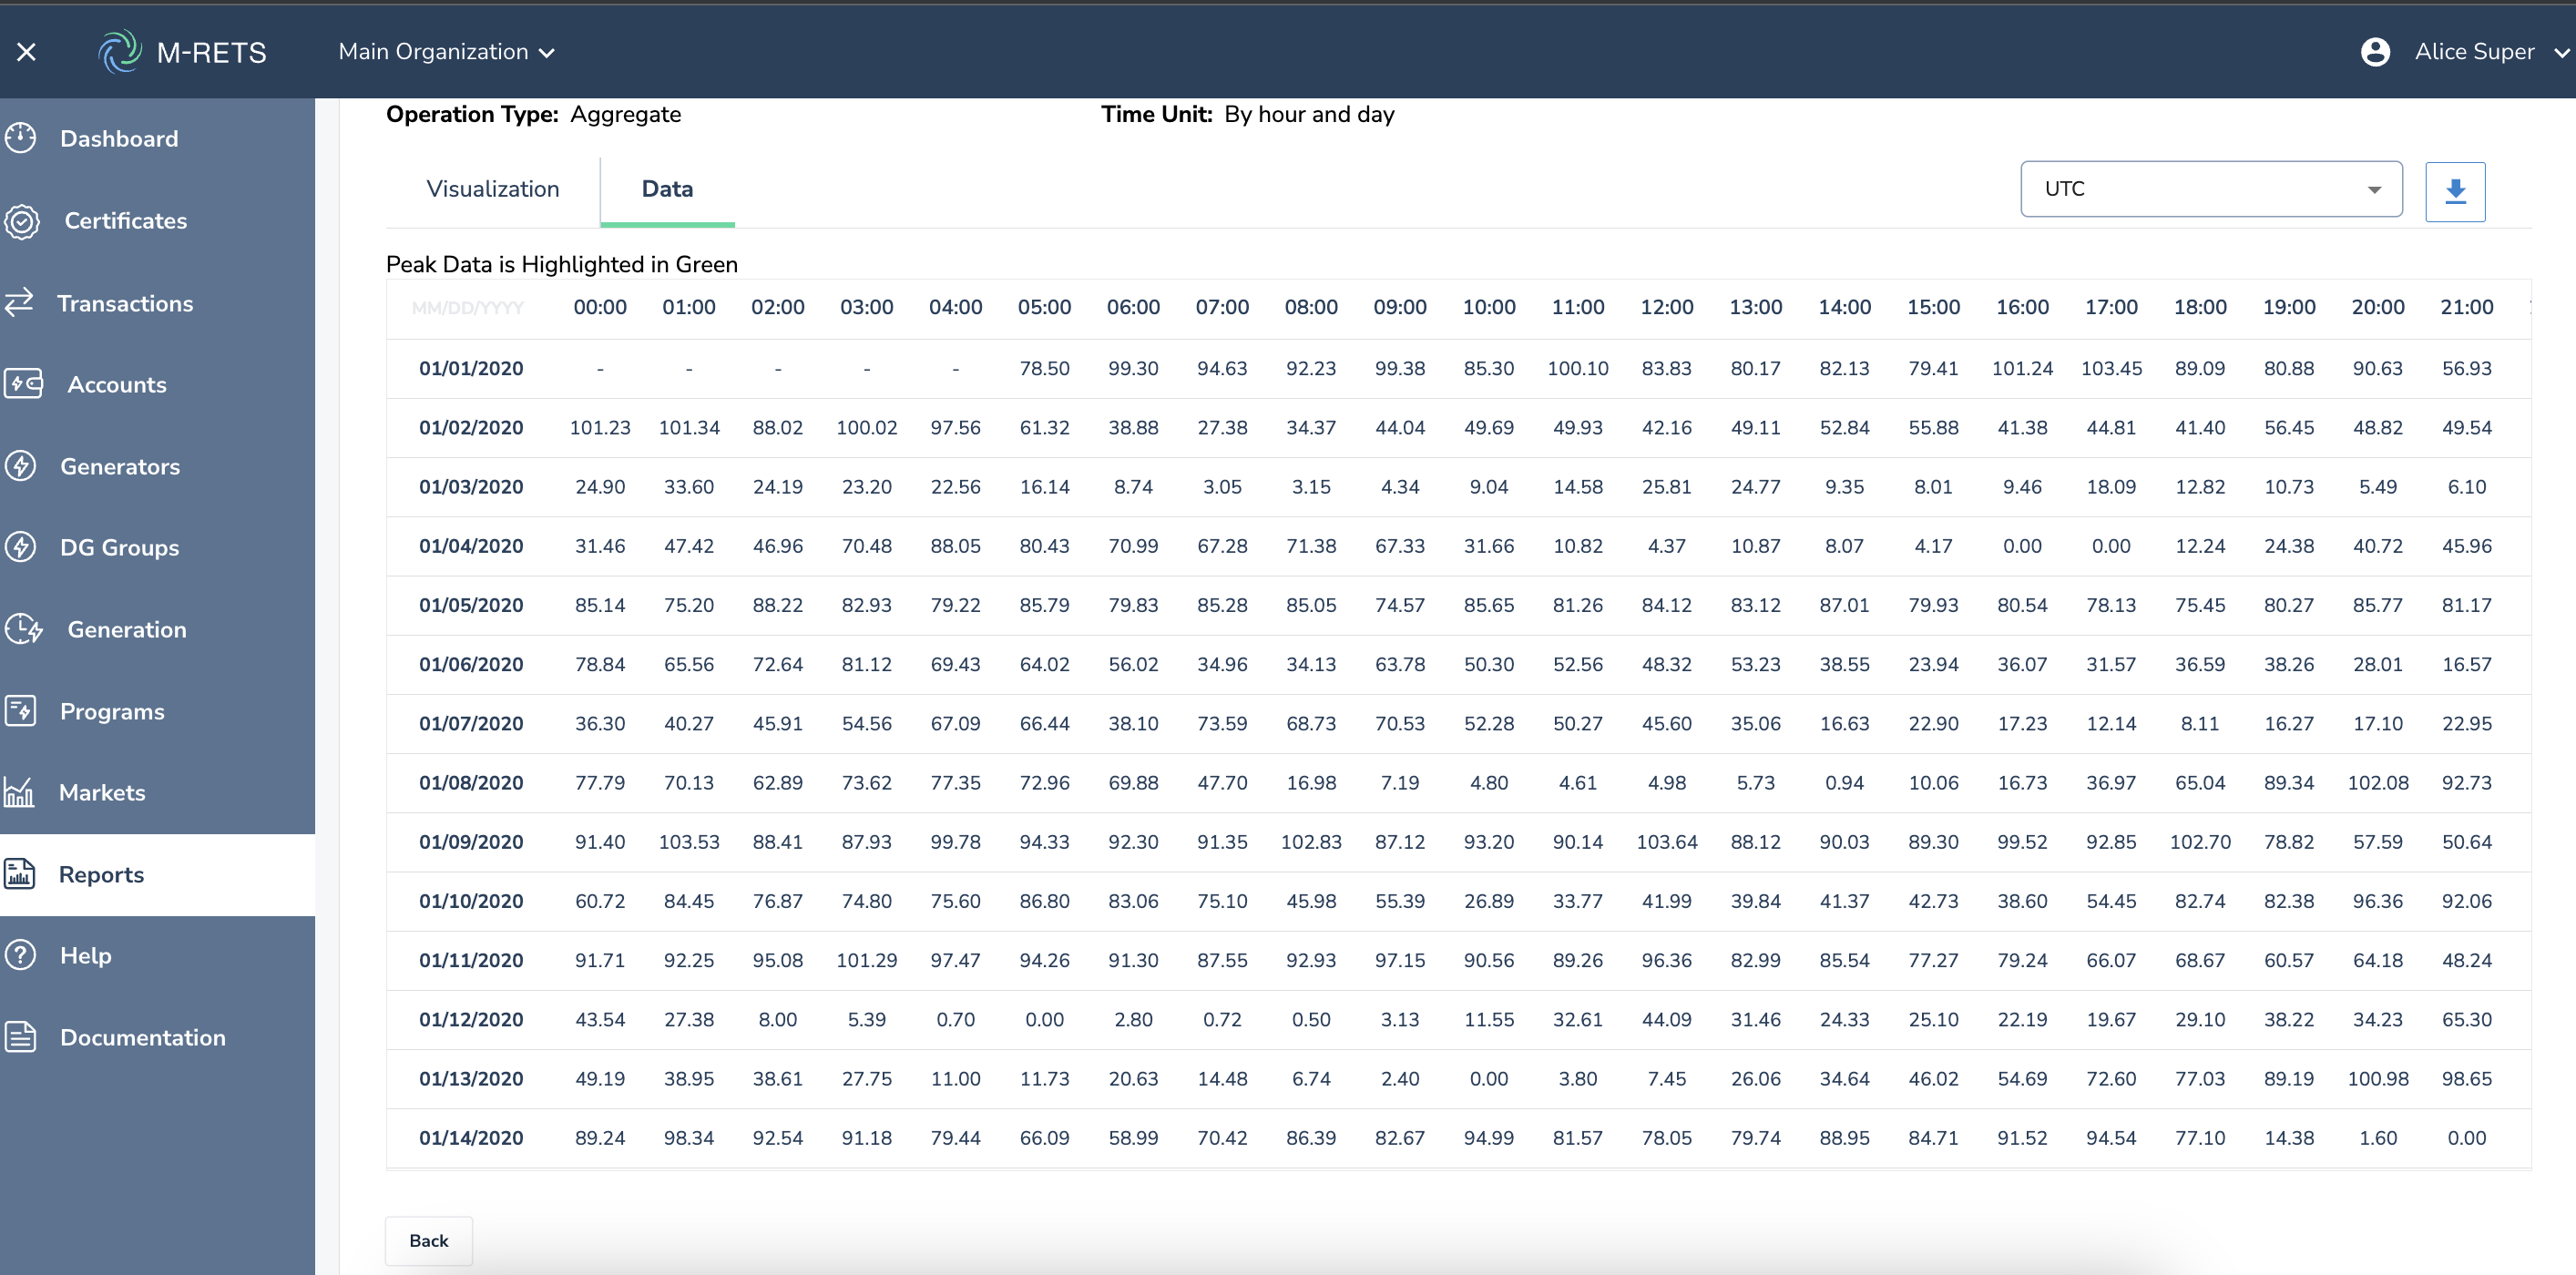 M-RETS Main Organization Alice Super
Dashboard
Certificates
Transactions
Accounts
Generators
DG Groups
Generation
Programs
Markets
Reports
Help
Documentation
Operation Type: Aggregate Time Unit: By hour and day
Visualization Data UTC
Peak Data is Highlighted in Green
MM/DD/YYYY 00:00 01:00 02:00 03:00 04:00 05:00 06:00 07:00 08:00 09:00 10:00 11:00 12:00 13:00 14:00 15:00 16:00 17:00 18:00 19:00 20:00 21:00
01/01/2020 - - - - - 78.50 99.30 94.63 92.23 99.38 85.30 100.10 83.83 80.17 82.13 79.41 101.24 103.45 89.09 80.88 90.63 56.93
01/02/2020 101.23 101.34 88.02 100.02 97.56 61.32 38.88 27.38 34.37 44.04 49.69 49.93 42.16 49.11 52.84 55.88 41.38 44.81 41.40 56.45 48.82 49.54
01/03/2020 24.90 33.60 24.19 23.20 22.56 16.14 8.74 3.05 3.15 4.34 9.04 14.58 25.81 24.77 9.35 8.01 9.46 18.09 12.82 10.73 5.49 6.10
01/04/2020 31.46 47.42 46.96 70.48 88.05 80.43 70.99 67.28 71.38 67.33 31.66 10.82 4.37 10.87 8.07 4.17 0.00 0.00 12.24 24.38 40.72 45.96
01/05/2020 85.14 75.20 88.22 82.93 79.22 85.79 79.83 85.28 85.05 74.57 85.65 81.26 84.12 83.12 87.01 79.93 80.54 78.13 75.45 80.27 85.77 81.17
01/06/2020 78.84 65.56 72.64 81.12 69.43 64.02 56.02 34.96 34.13 63.78 50.30 52.56 48.32 53.23 38.55 23.94 36.07 31.57 36.59 38.26 28.01 16.57
01/07/2020 36.30 40.27 45.91 54.56 67.09 66.44 38.10 73.59 68.73 70.53 52.28 50.27 45.60 35.06 16.63 22.90 17.23 12.14 8.11 16.27 17.10 22.95
01/08/2020 77.79 70.13 62.89 73.62 77.35 72.96 69.88 47.70 16.98 7.19 4.80 4.61 4.98 5.73 0.94 10.06 16.73 36.97 65.04 89.34 102.08 92.73
01/09/2020 91.40 103.53 88.41 87.93 99.78 94.33 92.30 91.35 102.83 87.12 93.20 90.14 103.64 88.12 90.03 89.30 99.52 92.85 102.70 78.82 57.59 50.64
01/10/2020 60.72 84.45 76.87 74.80 75.60 86.80 83.06 75.10 45.98 55.39 26.89 33.77 41.99 39.84 41.37 42.73 38.60 54.45 82.74 82.38 96.36 92.06
01/11/2020 91.71 92.25 95.08 101.29 97.47 94.26 91.30 87.55 92.93 97.15 90.56 89.26 96.36 82.99 85.54 77.27 79.24 66.07 68.67 60.57 64.18 48.24
01/12/2020 43.54 27.38 8.00 5.39 0.70 0.00 2.80 0.72 0.50 3.13 11.55 32.61 44.09 31.46 24.33 25.10 22.19 19.67 29.10 38.22 34.23 65.30
01/13/2020 49.19 38.95 38.61 27.75 11.00 11.73 20.63 14.48 6.74 2.40 0.00 3.80 7.45 26.06 34.64 46.02 54.69 72.60 77.03 89.19 100.98 98.65
01/14/2020 89.24 98.34 92.54 91.18 79.44 66.09 58.99 70.42 86.39 82.67 94.99 81.57 78.05 79.74 88.95 84.71 91.52 94.54 77.10 14.38 1.60 0.00
Back